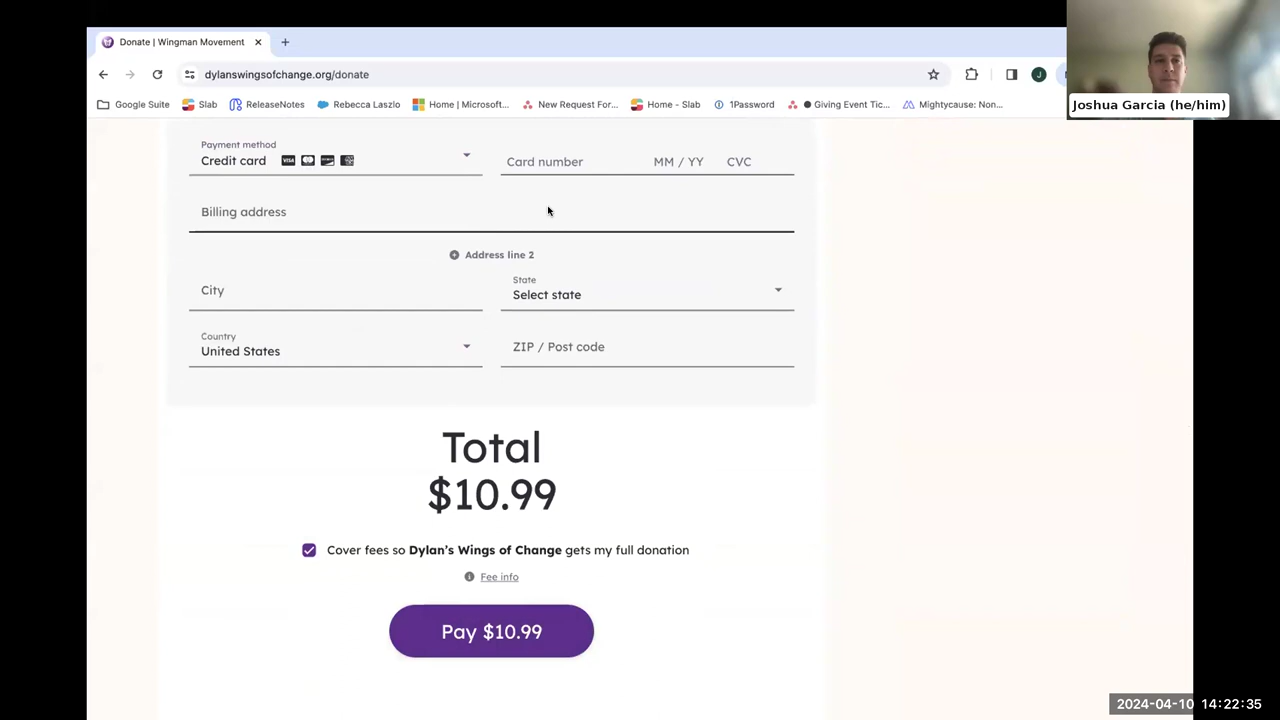 Donate | Wingman Movement
dylanswingsofchange.org/donate
Google Suite
Slab
ReleaseNotes
Rebecca Laszlo
Home | Microsoft...
New Request For...
Home - Slab
1Password
Giving Event Tic...
Mightycause: Non...
Joshua Garcia (he/him)
Payment method
Credit card
VISA
Card number MM / YY CVC
Billing address
Address line 2
City
State
Select state
Country
United States
ZIP / Post code
Total
$10.99
Cover fees so Dylan's Wings of Change gets my full donation
Fee info
Pay $10.99
2024-04-10 14:22:35